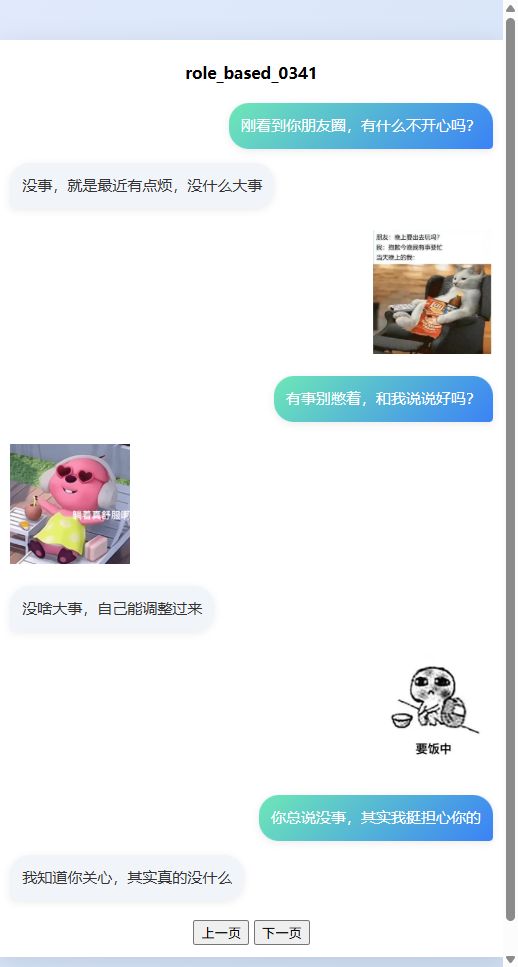 role_based_0341
刚看到你朋友圈，有什么不开心吗？
没事，就是最近有点烦，没什么大事
朋友：晚上要出去玩吗？
我：抱歉今晚我有事要忙
当天晚上的我：
有事别憋着，和我说说好吗？
躺着真舒服啊
没啥大事，自己能调整过来
要饭中
你总说没事，其实我挺担心你的
我知道你关心，其实真的没什么
上一页 下一页